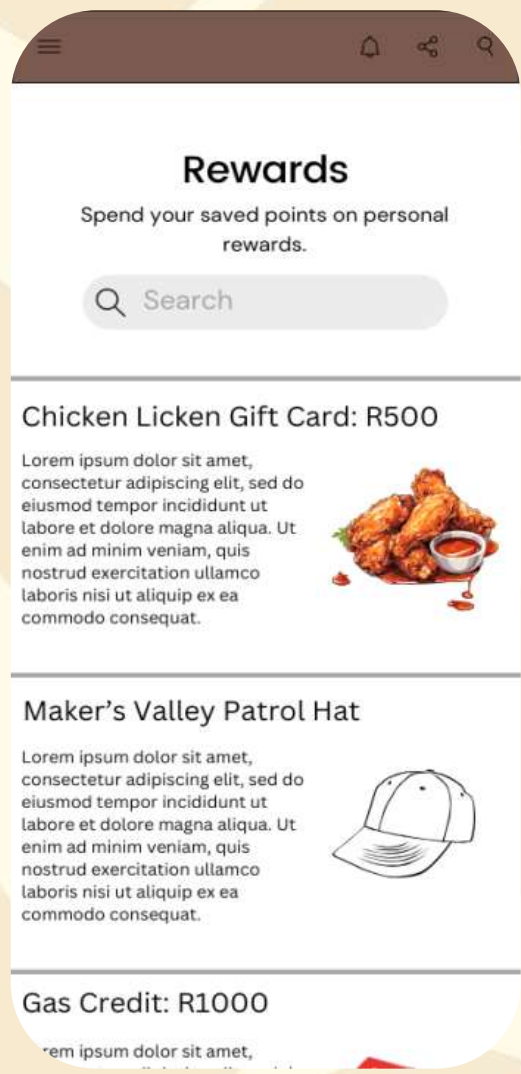 Rewards
Spend your saved points on personal
rewards.
Search
Chicken Licken Gift Card: R500
Lorem ipsum dolor sit amet,
consectetur adipiscing elit, sed do
eiusmod tempor incididunt ut
labore et dolore magna aliqua. Ut
enim ad minim veniam, quis
nostrud exercitation ullamco
laboris nisi ut aliquip ex ea
commodo consequat.
Maker’s Valley Patrol Hat
Lorem ipsum dolor sit amet,
consectetur adipiscing elit, sed do
eiusmod tempor incididunt ut
labore et dolore magna aliqua. Ut
enim ad minim veniam, quis
nostrud exercitation ullamco
laboris nisi ut aliquip ex ea
commodo consequat.
Gas Credit: R1000
ipsum dolor sit amet,